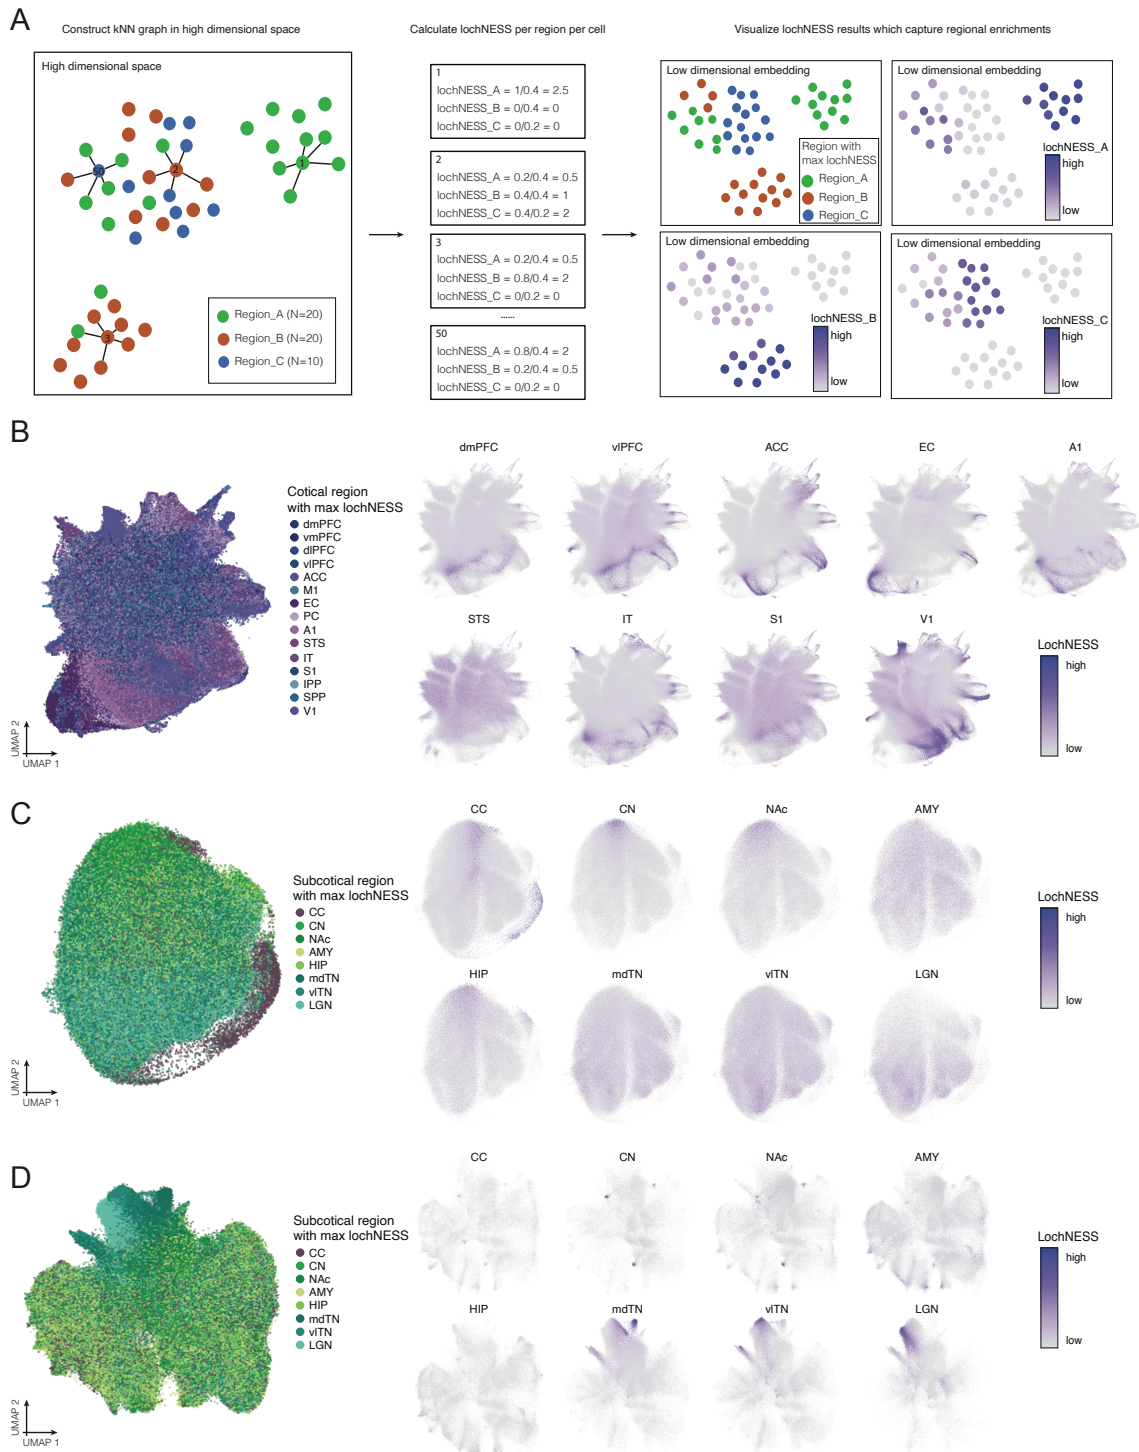 A
Construct kNN graph in high dimensional space
Calculate lochNESS per region per cell
Visualize lochNESS results which capture regional enrichments
High dimensional space
50
2
1
3
Region_A (N=20)
Region_B (N=20)
Region_C (N=10)
1
lochNESS_A = 1/0.4 = 2.5
lochNESS_B = 0/0.4 = 0
lochNESS_C = 0/0.2 = 0
2
lochNESS_A = 0.2/0.4 = 0.5
lochNESS_B = 0.4/0.4 = 1
lochNESS_C = 0.4/0.2 = 2
3
lochNESS_A = 0.2/0.4 = 0.5
lochNESS_B = 0.8/0.4 = 2
lochNESS_C = 0/0.2 = 0
......
50
lochNESS_A = 0.8/0.4 = 2
lochNESS_B = 0.2/0.4 = 0.5
lochNESS_C = 0/0.2 = 0
Low dimensional embedding
Region with
max lochNESS
Region_A
Region_B
Region_C
Low dimensional embedding
lochNESS_A
high
low
Low dimensional embedding
lochNESS_B
high
low
Low dimensional embedding
lochNESS_C
high
low
B
Cotical region
with max lochNESS
dmPFC
vmPFC
dlPFC
vlPFC
ACC
M1
EC
PC
A1
STS
IT
S1
IPP
SPP
V1
UMAP 2
UMAP 1
dmPFC
vlPFC
ACC
EC
A1
STS
IT
S1
V1
LochNESS
high
low
C
Subcotical region
with max lochNESS
CC
CN
NAc
AMY
HIP
mdTN
vlTN
LGN
UMAP 2
UMAP 1
CC
CN
NAc
AMY
HIP
mdTN
vlTN
LGN
LochNESS
high
low
D
Subcotical region
with max lochNESS
CC
CN
NAc
AMY
HIP
mdTN
vlTN
LGN
UMAP 2
UMAP 1
CC
CN
NAc
AMY
HIP
mdTN
vlTN
LGN
LochNESS
high
low